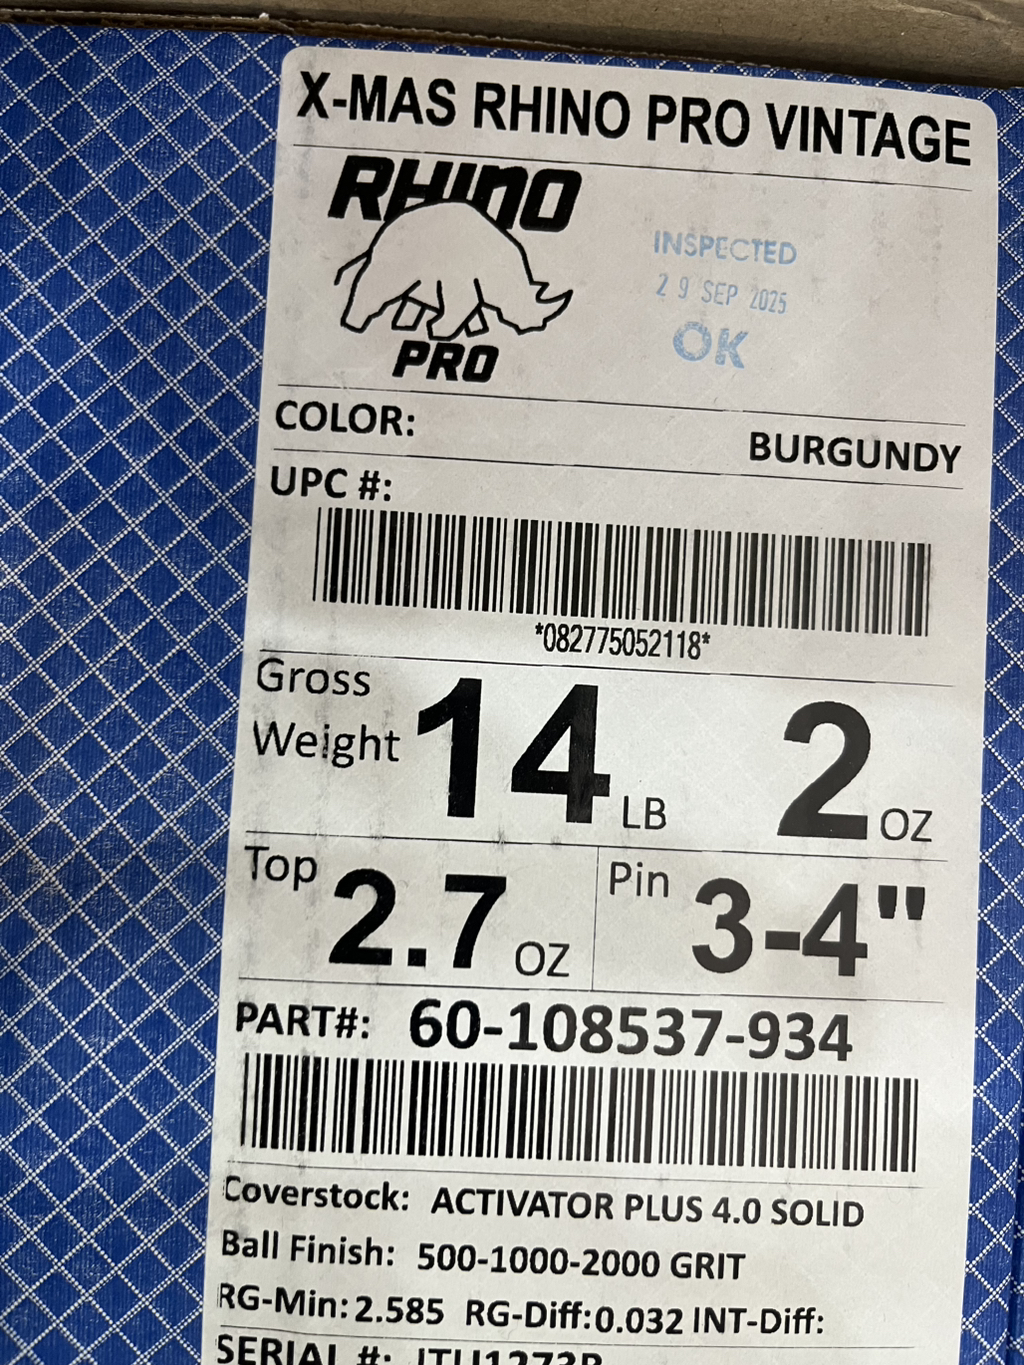 X-MAS RHINO PRO VINTAGE
RHINO
PRO
INSPECTED
29 SEP 2025
OK
COLOR: BURGUNDY
UPC #:
*082775052118*
Gross Weight 14 LB 2 OZ
Top 2.7 OZ Pin 3-4"
PART#: 60-108537-934
Coverstock: ACTIVATOR PLUS 4.0 SOLID
Ball Finish: 500-1000-2000 GRIT
RG-Min: 2.585 RG-Diff: 0.032 INT-Diff:
SERIAL #: